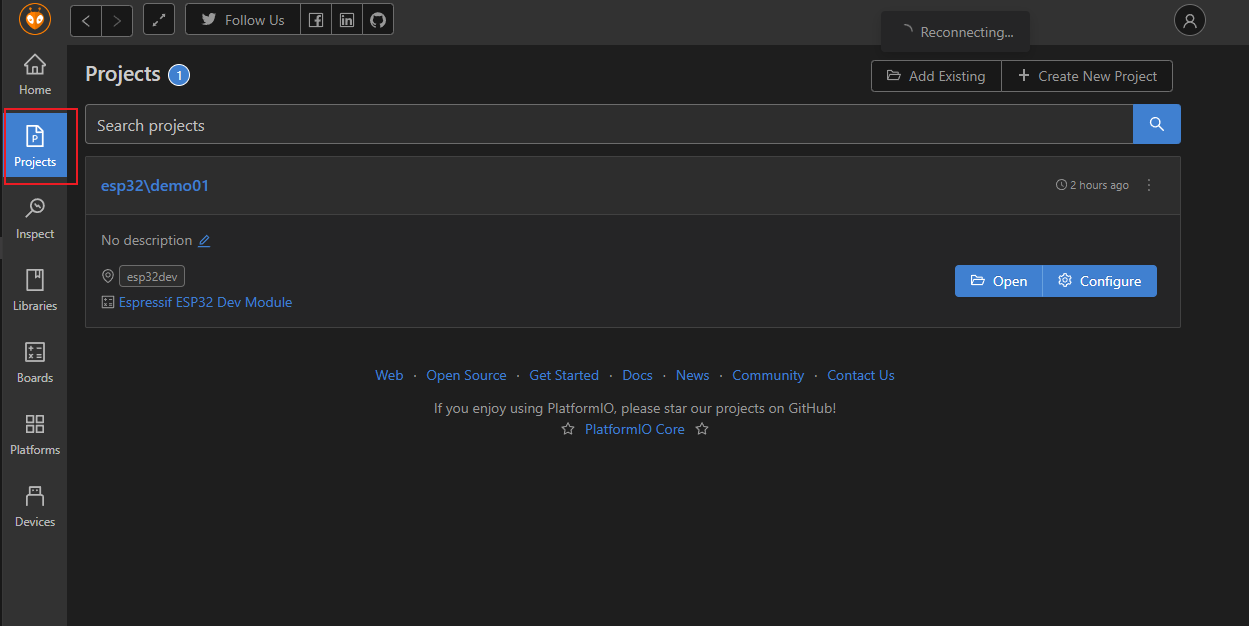 Follow Us
Reconnecting...
Home
Projects 1
Add Existing
Create New Project
Search projects
Projects
esp32\demo01
2 hours ago
Inspect
No description
esp32dev
Open
Configure
Espressif ESP32 Dev Module
Libraries
Boards
Web · Open Source · Get Started · Docs · News · Community · Contact Us
If you enjoy using PlatformIO, please star our projects on GitHub!
PlatformIO Core
Platforms
Devices